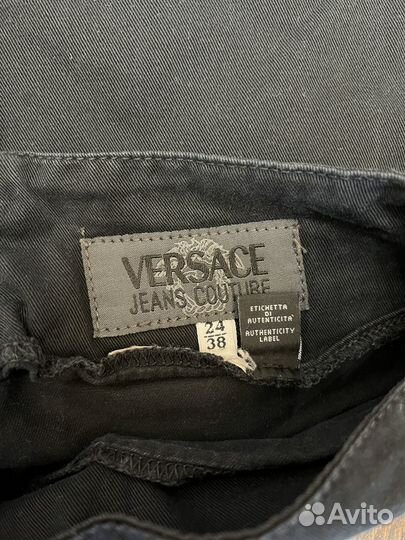 VERSACE
JEANS COUTURE
24
38
ETICHETTA
DI
AUTENTICITA'
AUTHENTICITY
LABEL
Avito